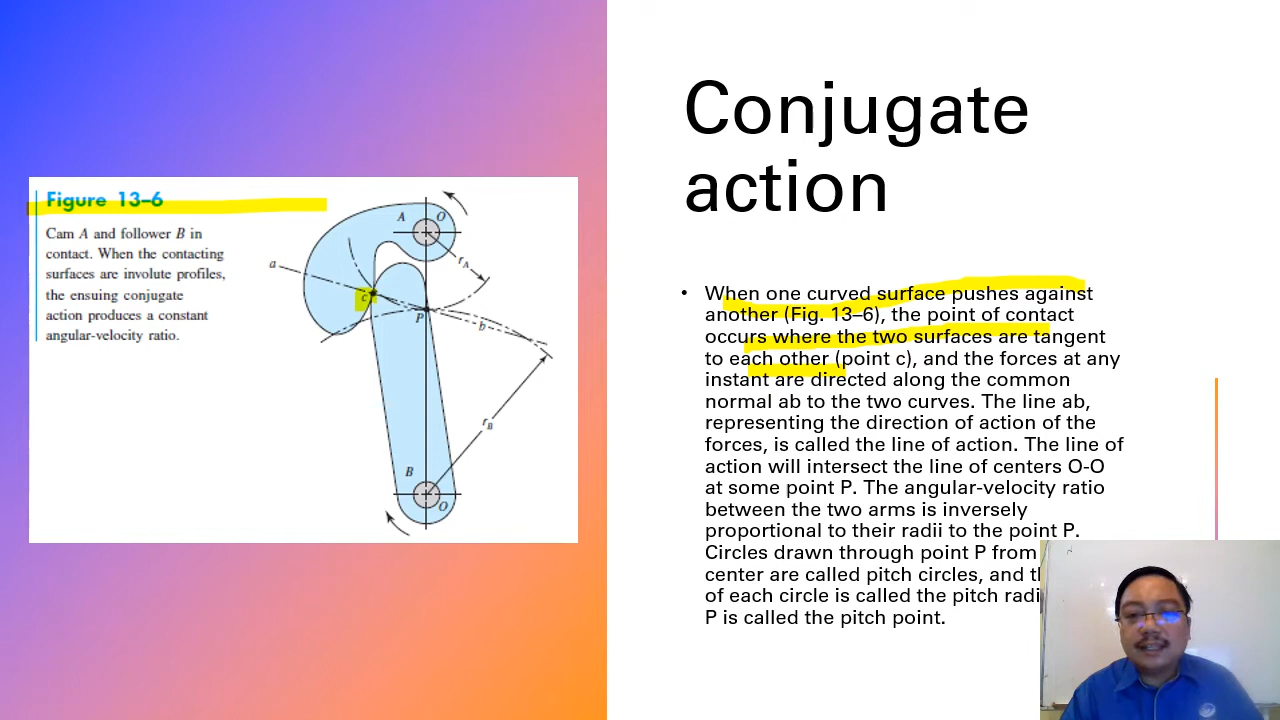 Conjugate
action
Figure 13–6
Cam A and follower B in
contact. When the contacting
surfaces are involute profiles,
the ensuing conjugate
action produces a constant
angular-velocity ratio.
A
O
rA
a
c
P
b
rB
B
O
• When one curved surface pushes against
another (Fig. 13–6), the point of contact
occurs where the two surfaces are tangent
to each other (point c), and the forces at any
instant are directed along the common
normal ab to the two curves. The line ab,
representing the direction of action of the
forces, is called the line of action. The line of
action will intersect the line of centers O-O
at some point P. The angular-velocity ratio
between the two arms is inversely
proportional to their radii to the point P.
Circles drawn through point P from
center are called pitch circles, and
of each circle is called the pitch
P is called the pitch point.